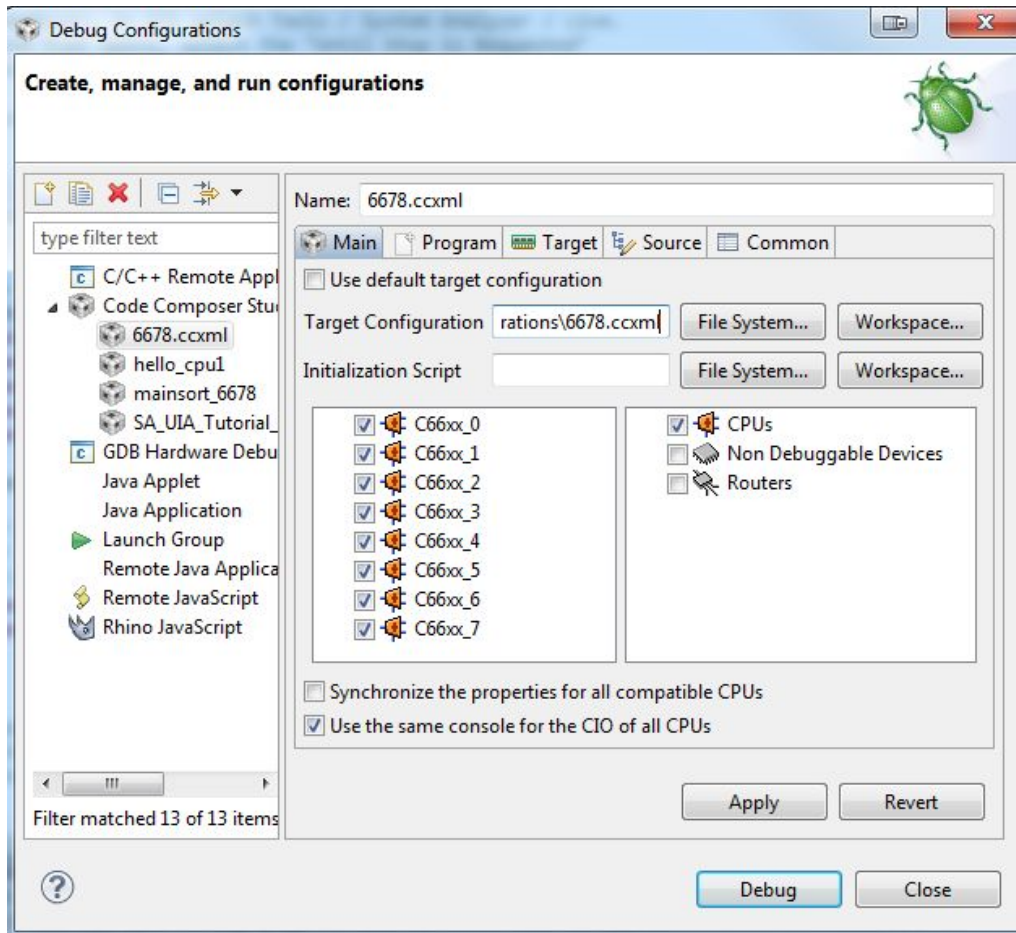 Debug Configurations
Create, manage, and run configurations
type filter text
C/C++ Remote Appl
Code Composer Stu
6678.ccxml
hello_cpu1
mainsort_6678
SA_UIA_Tutorial_
GDB Hardware Debu
Java Applet
Java Application
Launch Group
Remote Java Applica
Remote JavaScript
Rhino JavaScript
Filter matched 13 of 13 items
Name: 6678.ccxml
Main Program Target Source Common
Use default target configuration
Target Configuration rations\6678.ccxml File System... Workspace...
Initialization Script File System... Workspace...
C66xx_0
C66xx_1
C66xx_2
C66xx_3
C66xx_4
C66xx_5
C66xx_6
C66xx_7
CPUs
Non Debuggable Devices
Routers
Synchronize the properties for all compatible CPUs
Use the same console for the CIO of all CPUs
Apply Revert
Debug Close